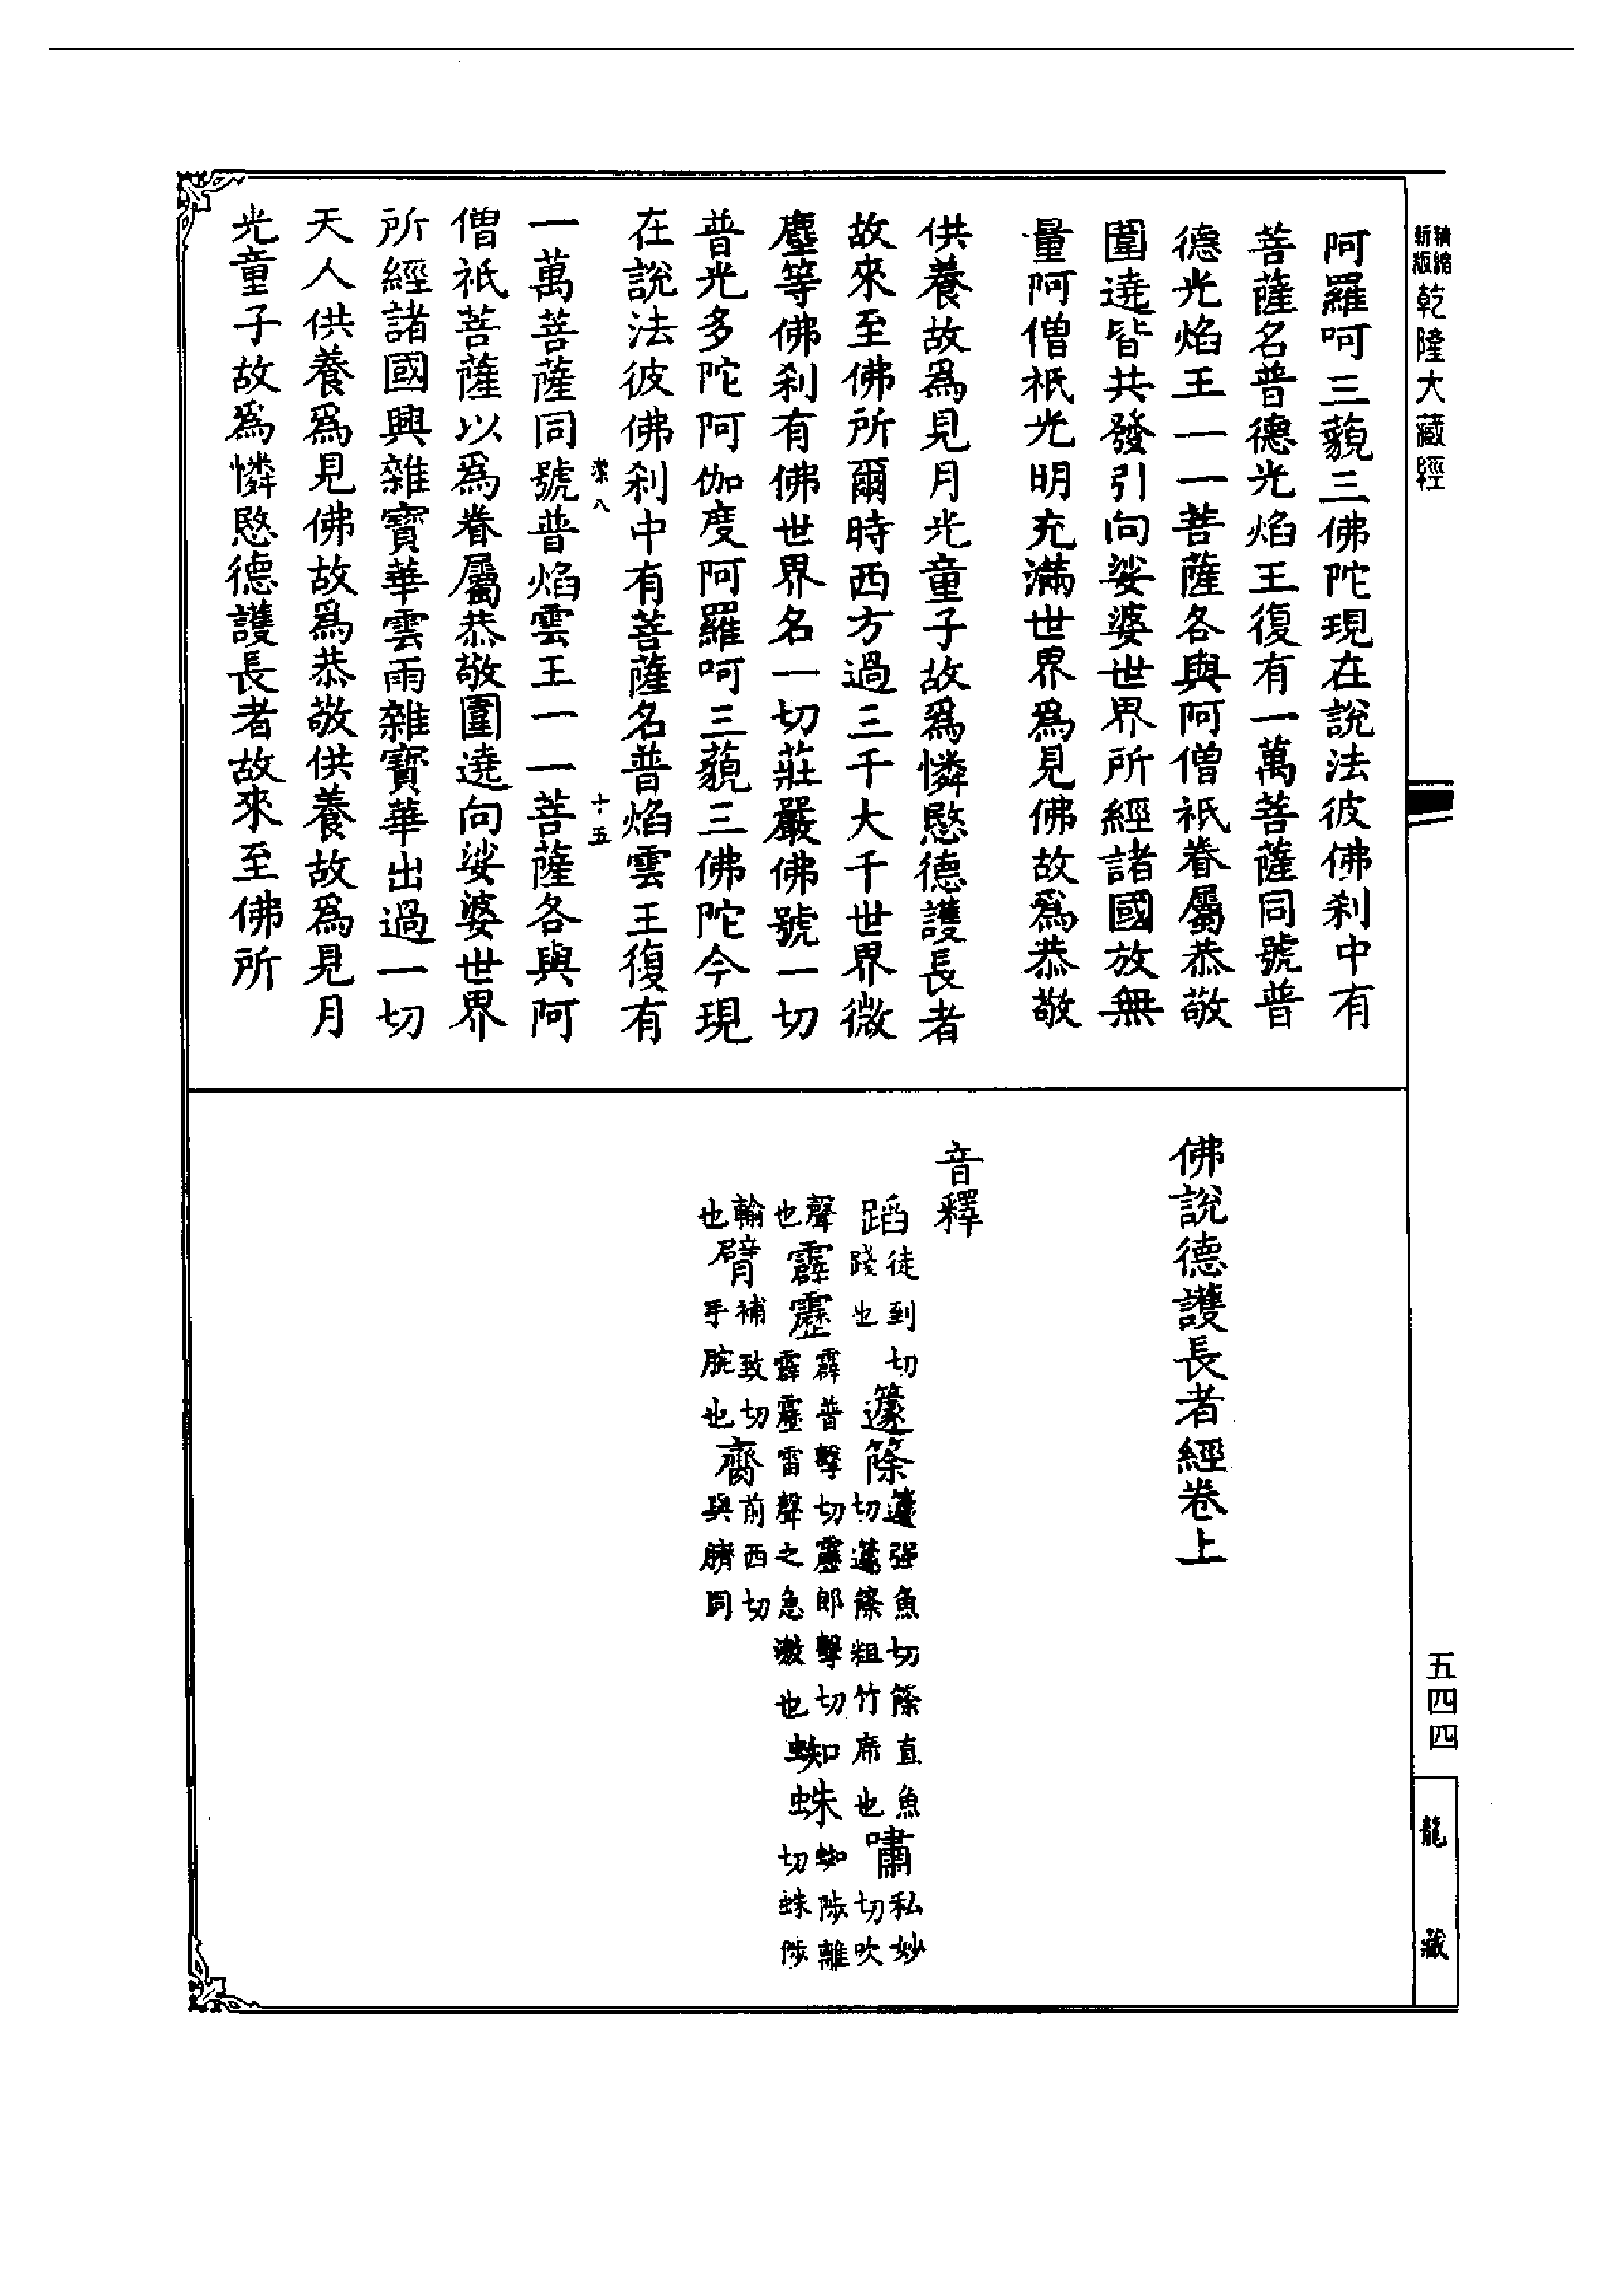 精縮
新版
乾隆大藏經
阿羅呵三藐三佛陀現在說法彼佛剎中有
菩薩名普德光焰王復有一萬菩薩同號普
德光焰王一一菩薩各與阿僧祇眷屬恭敬
圍遶皆共發引向娑婆世界所經諸國放無
量阿僧祇光明充滿世界爲見佛故爲恭敬
供養故爲見月光童子故爲憐愍德護長者
故來至佛所爾時西方過三千大千世界微
塵等佛剎有佛世界名一切莊嚴佛號一切
普光多陀阿伽度阿羅呵三藐三佛陀今現
在說法彼佛剎中有菩薩名普焰雲王復有
八 十五
一萬菩薩同號普焰雲王一一菩薩各與阿
僧祇菩薩以爲眷屬恭敬圍遶向娑婆世界
所經諸國興雜寶華雲雨雜寶華出過一切
天人供養爲見佛故爲恭敬供養故爲見月
光童子故爲憐愍德護長者故來至佛所
佛說德護長者經卷上
音釋
蹈徒到切踐也 籧篨籧强魚切篨直魚切籧篨粗竹席也 嘯私妙切吹
聲也 霹靂霹普擊切靂郎擊切霹靂雷聲之急激也 蜘蛛蜘陟離切蛛陟
輸也 臂補致切手腕也 齎前西切與臍同
五四四
龍藏